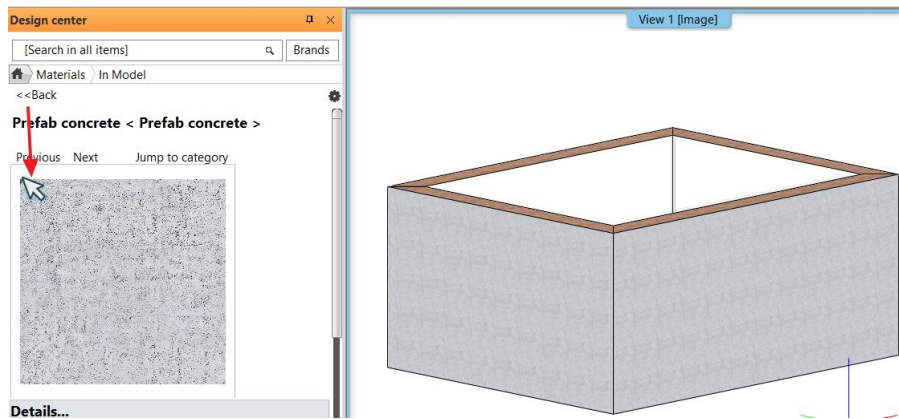 Design center
[Search in all items]
Brands
Materials
In Model
<<Back
Prefab concrete < Prefab concrete >
Previous Next Jump to category
Details...
View 1 [Image]